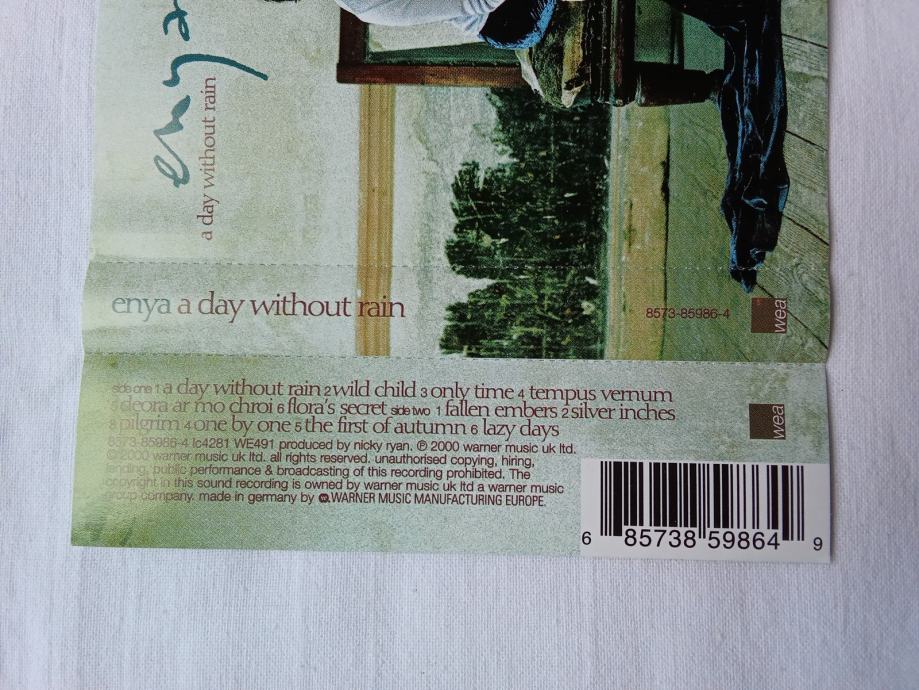 enya
a day without rain
enya a day without rain
8573-85986-4
wea
side one 1 a day without rain 2 wild child 3 only time 4 tempus vernum
5 deora ar mo chroi 6 flora's secret side two 1 fallen embers 2 silver inches
3 pilgrim 4 one by one 5 the first of autumn 6 lazy days
8573-85986-4 lc4281 WE491 produced by nicky ryan. ℗ 2000 warner music uk ltd.
©2000 warner music uk ltd. all rights reserved. unauthorised copying, hiring,
lending, public performance & broadcasting of this recording prohibited. The
copyright in this sound recording is owned by warner music uk ltd a warner music
group company. made in germany by WARNER MUSIC MANUFACTURING EUROPE.
wea
6 85738 59864 9